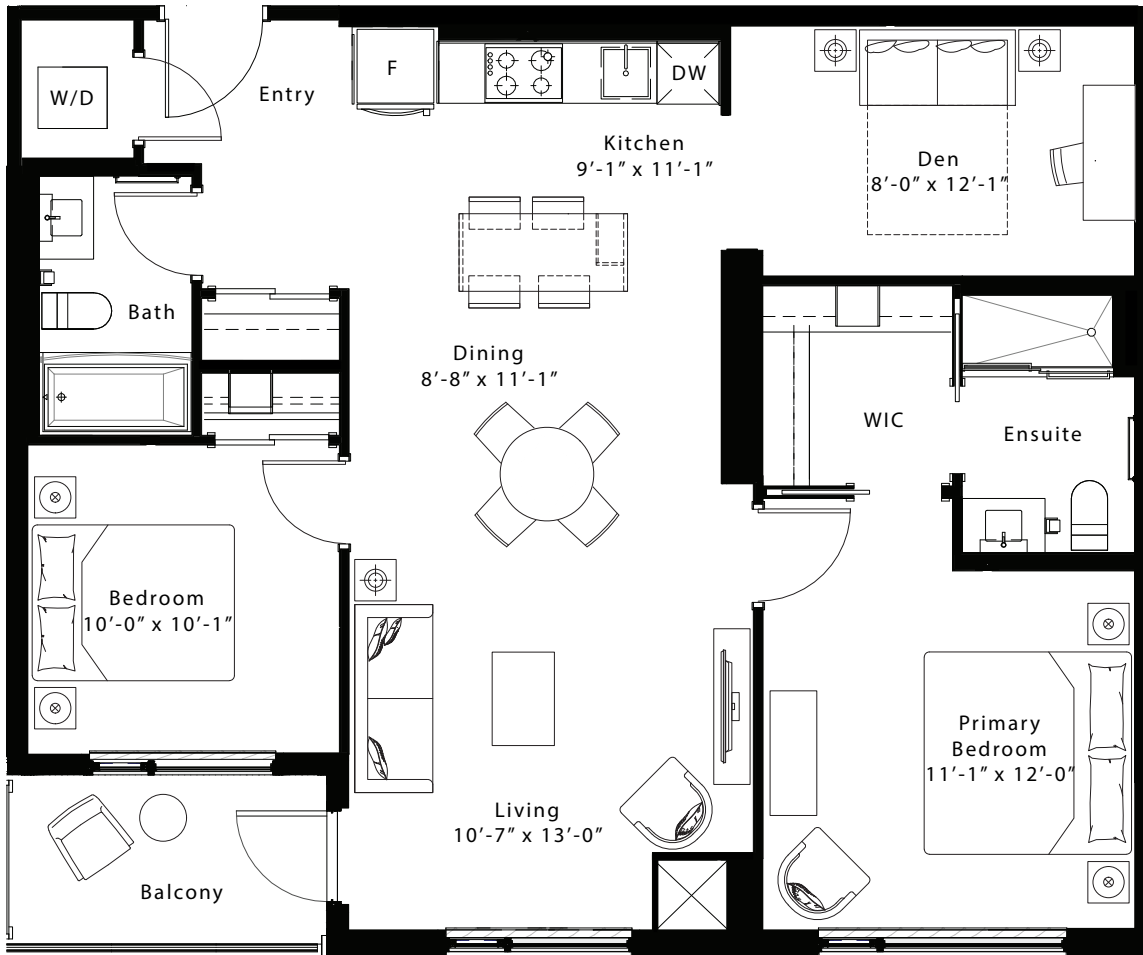 F
DW
W/D
Entry
Kitchen
9'-1" x 11'-1"
Den
8'-0" x 12'-1"
Bath
Dining
8'-8" x 11'-1"
WIC
Ensuite
Bedroom
10'-0" x 10'-1"
Primary
Bedroom
11'-1" x 12'-0"
Living
10'-7" x 13'-0"
Balcony